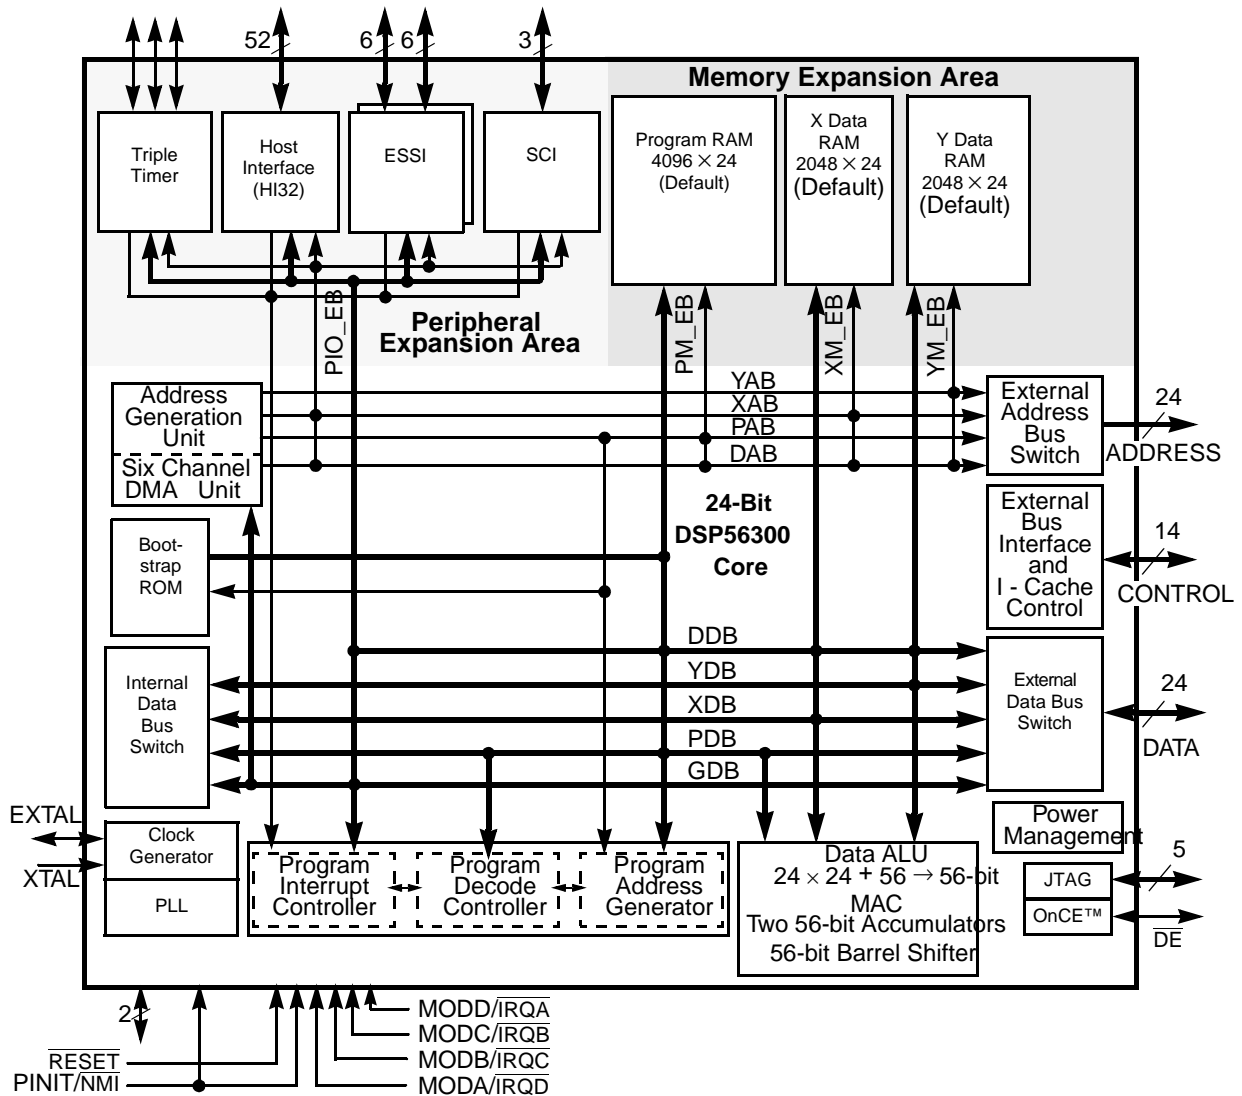 52
6
6
3
Memory Expansion Area
Triple
Timer
Host
Interface
(HI32)
ESSI
SCI
Program RAM
4096 × 24
(Default)
X Data
RAM
2048 × 24
(Default)
Y Data
RAM
2048 × 24
(Default)
Peripheral
Expansion Area
PIO_EB
PM_EB
XM_EB
YM_EB
Address
Generation
Unit
Six Channel
DMA Unit
YAB
XAB
PAB
DAB
External
Address
Bus
Switch
24
ADDRESS
24-Bit
DSP56300
Core
Boot-
strap
ROM
External
Bus
Interface
and
I - Cache
Control
14
CONTROL
DDB
YDB
XDB
PDB
GDB
Internal
Data
Bus
Switch
External
Data Bus
Switch
24
DATA
EXTAL
XTAL
Clock
Generator
PLL
Program
Interrupt
Controller
Program
Decode
Controller
Program
Address
Generator
Data ALU
24 × 24 + 56 → 56-bit
MAC
Two 56-bit Accumulators
56-bit Barrel Shifter
Power
Management
JTAG
OnCE™
5
DE
2
RESET
PINIT/NMI
MODD/IRQA
MODC/IRQB
MODB/IRQC
MODA/IRQD